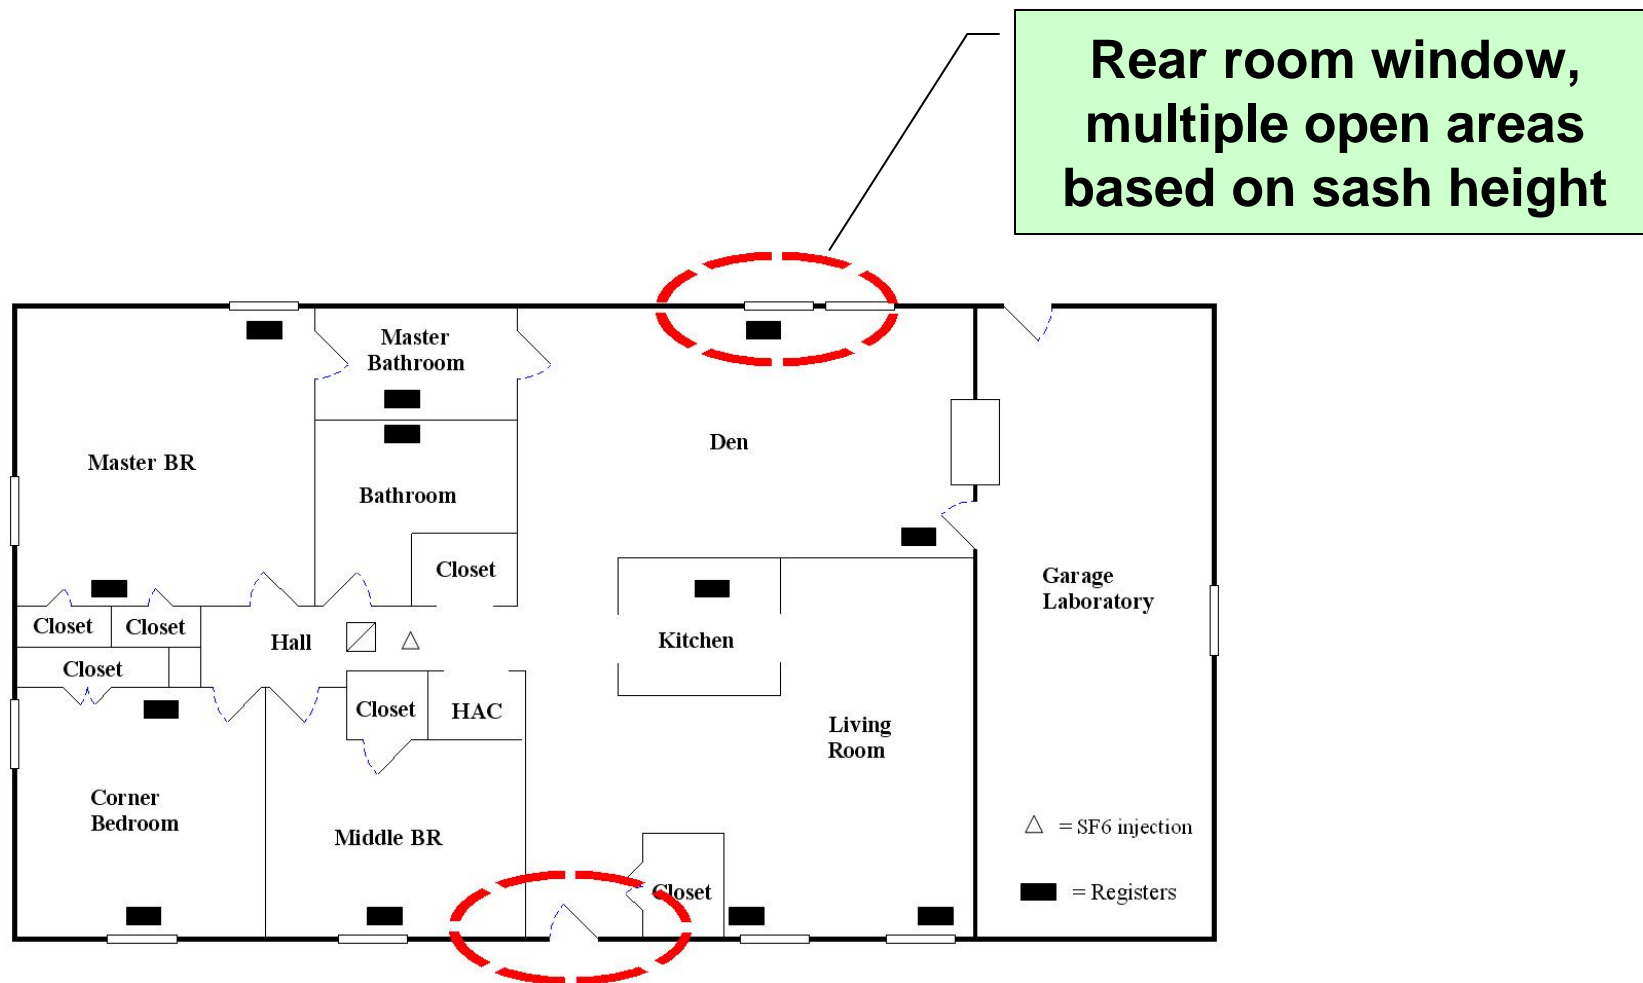 Rear room window,
multiple open areas
based on sash height
Master
Bathroom
Master BR
Bathroom
Den
Closet
Closet
Closet
Closet
Hall
Kitchen
Garage
Laboratory
Closet
HAC
Living
Room
Corner
Bedroom
Middle BR
Closet
= SF6 injection
= Registers